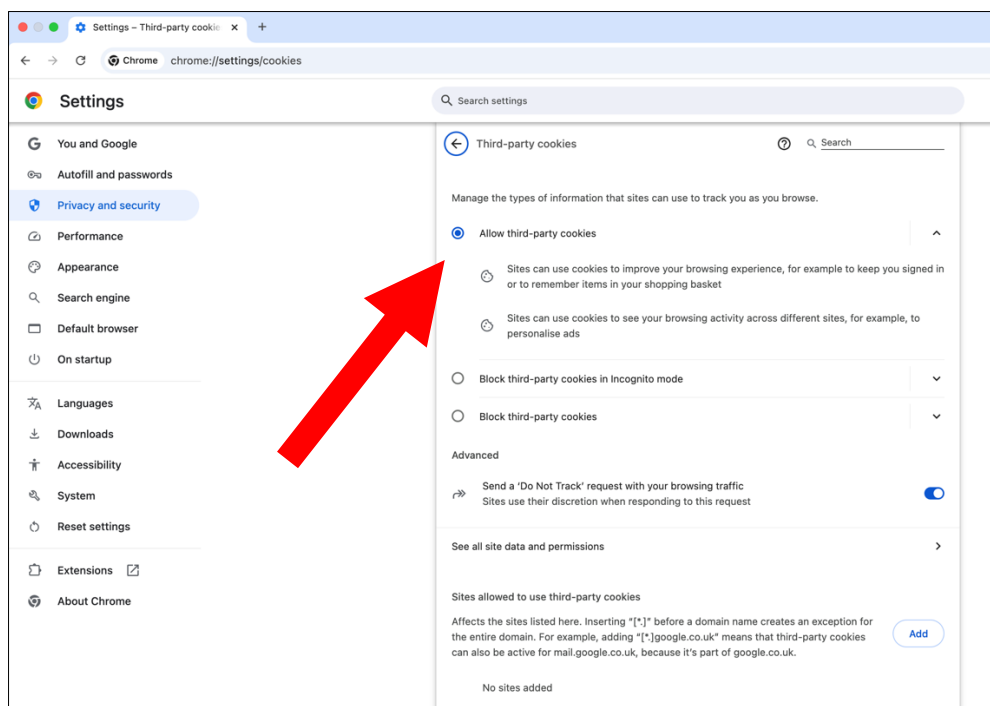 Settings – Third-party cookie
Chrome chrome://settings/cookies
Settings
Search settings
You and Google
Autofill and passwords
Privacy and security
Performance
Appearance
Search engine
Default browser
On startup
Languages
Downloads
Accessibility
System
Reset settings
Extensions
About Chrome
Third-party cookies
Search
Manage the types of information that sites can use to track you as you browse.
Allow third-party cookies
Sites can use cookies to improve your browsing experience, for example to keep you signed in
or to remember items in your shopping basket
Sites can use cookies to see your browsing activity across different sites, for example, to
personalise ads
Block third-party cookies in Incognito mode
Block third-party cookies
Advanced
Send a ‘Do Not Track’ request with your browsing traffic
Sites use their discretion when responding to this request
See all site data and permissions
Sites allowed to use third-party cookies
Affects the sites listed here. Inserting “[*.]” before a domain name creates an exception for
the entire domain. For example, adding “[*.]google.co.uk” means that third-party cookies
can also be active for mail.google.co.uk, because it’s part of google.co.uk.
Add
No sites added